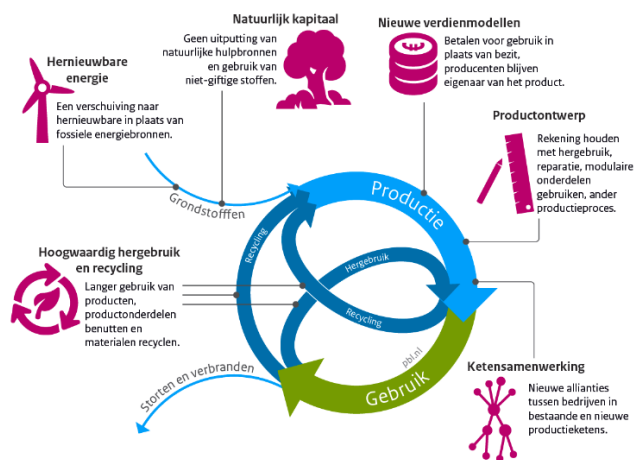 Natuurlijk kapitaal
Geen uitputting van
natuurlijke hulpbronnen
en gebruik van
niet-giftige stoffen.
Nieuwe verdienmodellen
Betalen voor gebruik in
plaats van bezit,
producenten blijven
eigenaar van het product.
Hernieuwbare
energie
Een verschuiving naar
hernieuwbare in plaats van
fossiele energiebronnen.
Productontwerp
Rekening houden
met hergebruik,
reparatie, modulaire
onderdelen
gebruiken, ander
productieproces.
Grondstofffen
Productie
Recycling
Hergebruik
Recycling
Hoogwaardig hergebruik
en recycling
Langer gebruik van
producten,
productonderdelen
benutten en
materialen recyclen.
pbl.nl
Gebruik
Storten en verbranden
Ketensamenwerking
Nieuwe allianties
tussen bedrijven in
bestaande en nieuwe
productieketens.